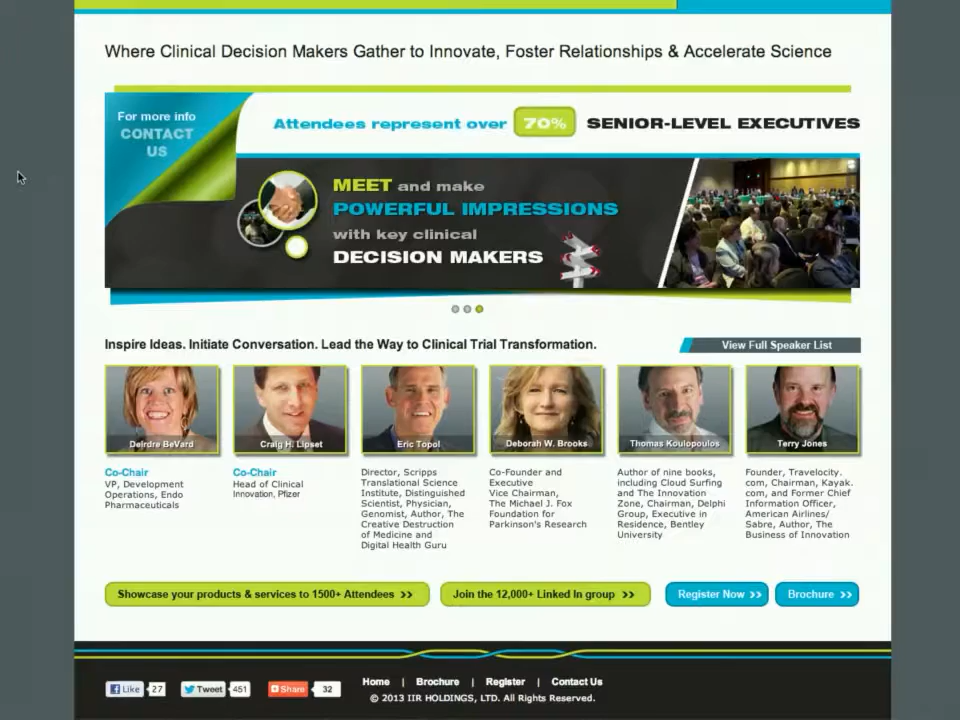 Where Clinical Decision Makers Gather to Innovate, Foster Relationships & Accelerate Science
For more info
CONTACT
US
Attendees represent over 70% SENIOR-LEVEL EXECUTIVES
MEET and make
POWERFUL IMPRESSIONS
with key clinical
DECISION MAKERS
Inspire Ideas. Initiate Conversation. Lead the Way to Clinical Trial Transformation.
View Full Speaker List
Deirdre BeVard
Co-Chair
VP, Development
Operations, Endo
Pharmaceuticals
Craig H. Lipset
Co-Chair
Head of Clinical
Innovation, Pfizer
Eric Topol
Director, Scripps
Translational Science
Institute, Distinguished
Scientist, Physician,
Genomist, Author, The
Creative Destruction
of Medicine and
Digital Health Guru
Deborah W. Brooks
Co-Founder and
Executive
Vice Chairman,
The Michael J. Fox
Foundation for
Parkinson's Research
Thomas Koulopoulos
Author of nine books,
including Cloud Surfing
and The Innovation
Zone, Chairman, Delphi
Group, Executive in
Residence, Bentley
University
Terry Jones
Founder, Travelocity.
com, Chairman, Kayak.
com, and Former Chief
Information Officer,
American Airlines/
Sabre, Author, The
Business of Innovation
Showcase your products & services to 1500+ Attendees >>
Join the 12,000+ Linked In group >>
Register Now >>
Brochure >>
Like 27
Tweet 451
Share 32
Home | Brochure | Register | Contact Us
© 2013 IIR HOLDINGS, LTD. All Rights Reserved.